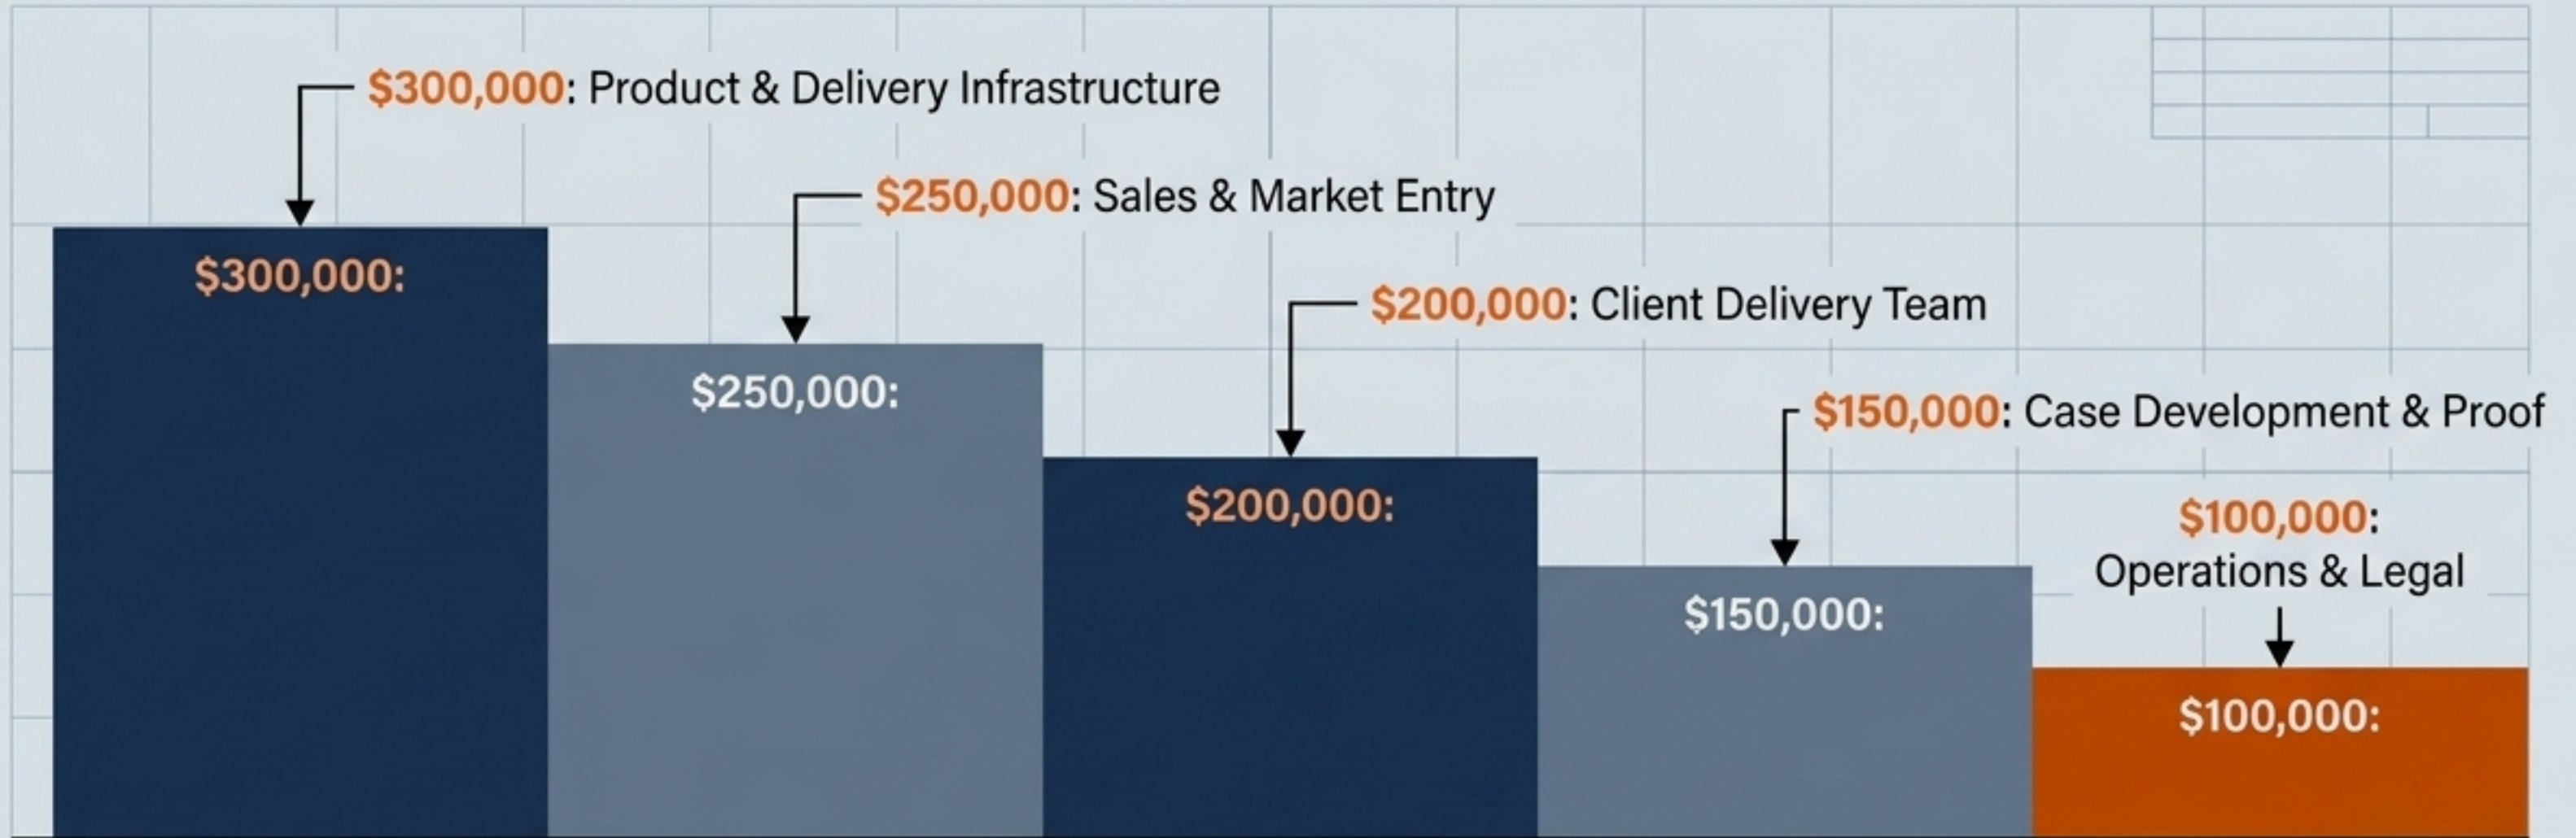 $300,000: Product & Delivery Infrastructure
$250,000: Sales & Market Entry
$300,000:
$200,000: Client Delivery Team
$250,000:
$150,000: Case Development & Proof
$200,000:
$100,000:
Operations & Legal
$150,000:
$100,000: